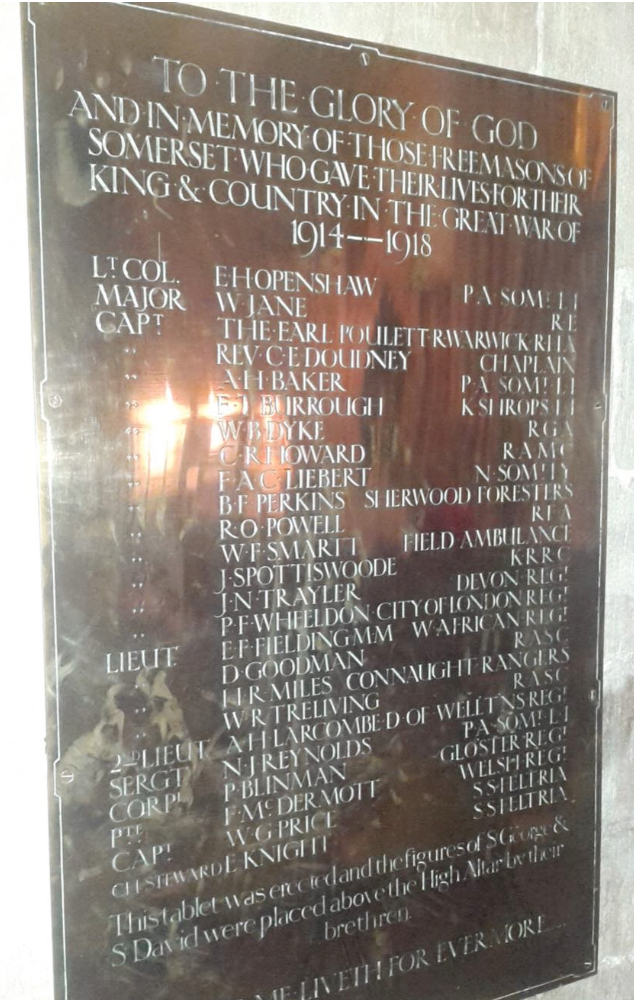 TO·THE·GLORY·OF·GOD
AND·IN·MEMORY·OF·THOSE·FREEMASONS OF
SOMERSET·WHO GAVE·THEIR LIVES FOR THEIR
KING·&·COUNTRY·IN·THE·GREAT·WAR OF
1914——1918
LT COL. E·H OPENSHAW P·A·SOMT L I
MAJOR W·JANE R E
CAPT THE·EARL POULETT·R WARWICK·R H A
" REV·C·E·DOUDNEY CHAPLAIN
" A·H·BAKER P·A·SOMT L I
" BURROUGH K SHROPS L I
" W·B·DYKE R G A
" C·R·HOWARD R A M C
" F·A·C·LIEBERT N·SOMT Y
" B·F·PERKINS SHERWOOD FORESTERS
" R·O·POWELL R F A
" W·F·SMARTT FIELD AMBULANCE
" J·SPOTTISWOODE K R R C
" J·N·TRAYLER DEVON·REGT
" P·F·WHFELDON·CITY OF LONDON REGT
LIEUT E·F·FIELDING·M·M W·AFRICAN·REGT
" D·GOODMAN R A S C
" H·R·MILES CONNAUGHT·RANGERS
" W·R·TRELIVING R A S C
2ND LIEUT A·H·LARCOMBE·D·OF·WELLTNS REGT
SERGT N·J·REYNOLDS P·A·SOMT L I
CORPL P·BLINMAN GLOSTER·REGT
PTE F·McDERMOTT WELSH·REGT
CAPT W·G·PRICE S S FELTRIA
CH STEWARD E·KNIGHT S S FELTRIA
This tablet was erected and the figures of S George &
S David were placed above the High Altar by their
brethren.
LIVETH FOR EVERMORE